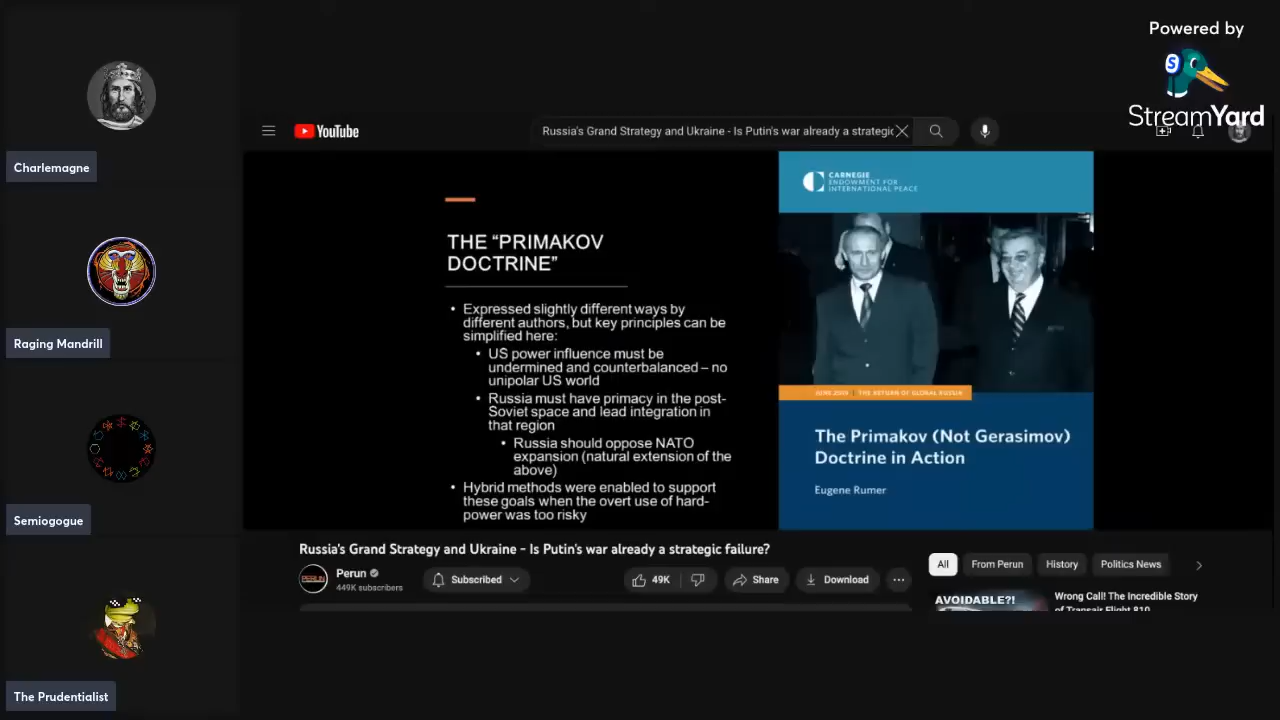 Powered by
S
StreamYard
Charlemagne
Raging Mandrill
Semiogogue
The Prudentialist
YouTube
Russia's Grand Strategy and Ukraine - Is Putin's war already a strategic
THE “PRIMAKOV
DOCTRINE”
• Expressed slightly different ways by
different authors, but key principles can be
simplified here:
• US power influence must be
undermined and counterbalanced – no
unipolar US world
• Russia must have primacy in the post-
Soviet space and lead integration in
that region
• Russia should oppose NATO
expansion (natural extension of the
above)
• Hybrid methods were enabled to support
these goals when the overt use of hard-
power was too risky
CARNEGIE
ENDOWMENT FOR
INTERNATIONAL PEACE
JUNE 2019 | THE RETURN OF GLOBAL RUSSIA
The Primakov (Not Gerasimov)
Doctrine in Action
Eugene Rumer
Russia's Grand Strategy and Ukraine - Is Putin's war already a strategic failure?
PERUN
Perun
449K subscribers
Subscribed
49K
Share
Download
All
From Perun
History
Politics News
AVOIDABLE?!
Wrong Call! The Incredible Story
of Transair Flight 810